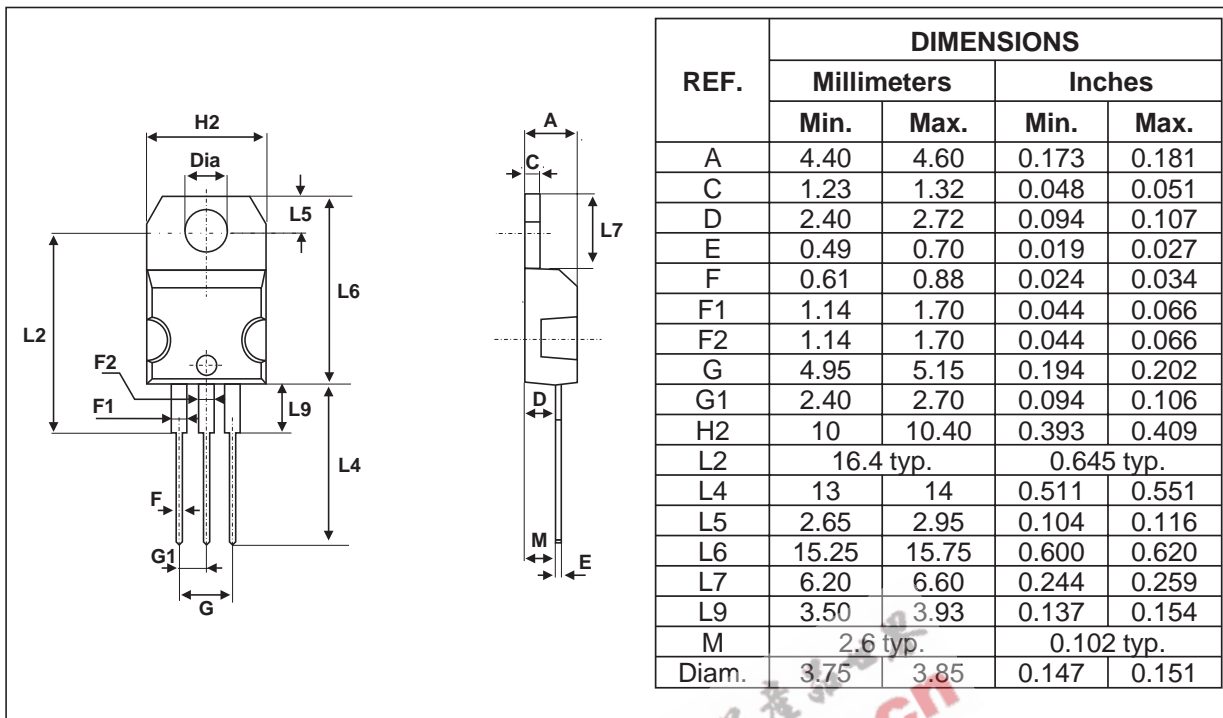 H2
Dia
L5
L6
L2
F2
F1
L9
L4
F
G1
G
A
C
L7
D
M
E
REF. DIMENSIONS
Millimeters Inches
Min. Max. Min. Max.
A 4.40 4.60 0.173 0.181
C 1.23 1.32 0.048 0.051
D 2.40 2.72 0.094 0.107
E 0.49 0.70 0.019 0.027
F 0.61 0.88 0.024 0.034
F1 1.14 1.70 0.044 0.066
F2 1.14 1.70 0.044 0.066
G 4.95 5.15 0.194 0.202
G1 2.40 2.70 0.094 0.106
H2 10 10.40 0.393 0.409
L2 16.4 typ. 0.645 typ.
L4 13 14 0.511 0.551
L5 2.65 2.95 0.104 0.116
L6 15.25 15.75 0.600 0.620
L7 6.20 6.60 0.244 0.259
L9 3.50 3.93 0.137 0.154
M 2.6 typ. 0.102 typ.
Diam. 3.75 3.85 0.147 0.151
.cn